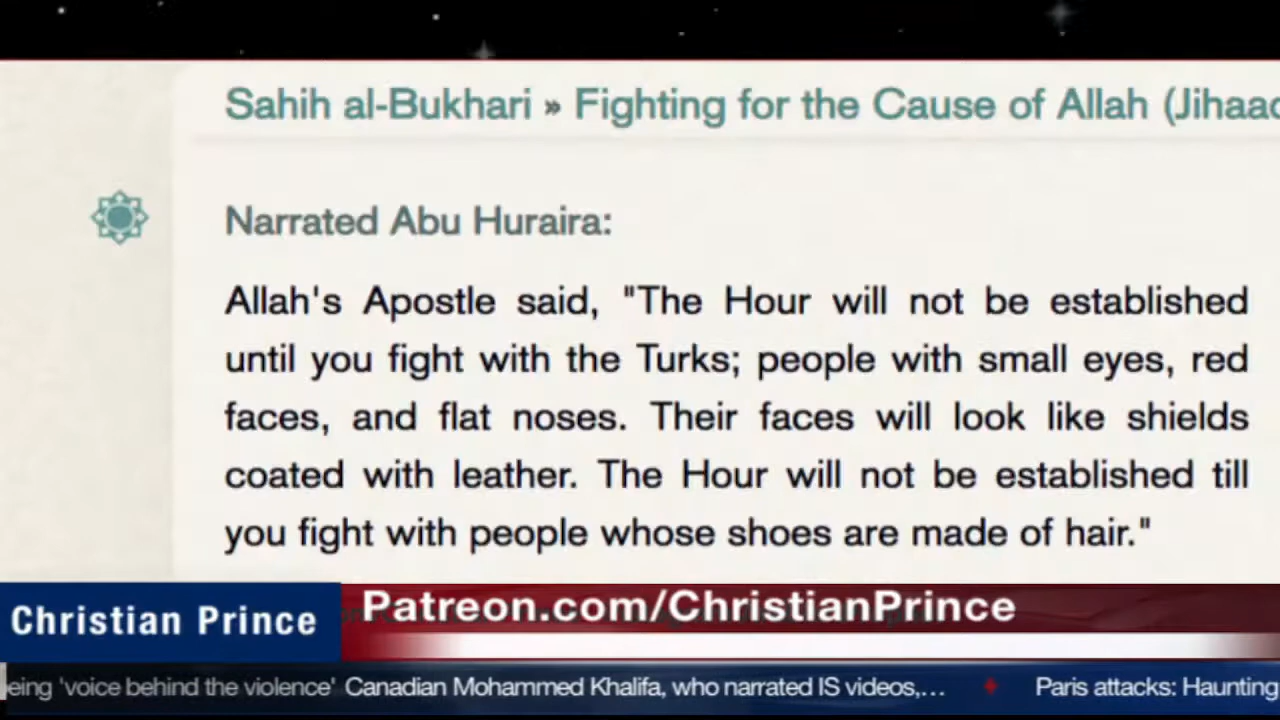 Sahih al-Bukhari » Fighting for the Cause of Allah (Jihaad
Narrated Abu Huraira:
Allah's Apostle said, "The Hour will not be established
until you fight with the Turks; people with small eyes, red
faces, and flat noses. Their faces will look like shields
coated with leather. The Hour will not be established till
you fight with people whose shoes are made of hair."
Christian Prince
Patreon.com/ChristianPrince
eing 'voice behind the violence' Canadian Mohammed Khalifa, who narrated IS videos,… Paris attacks: Haunting